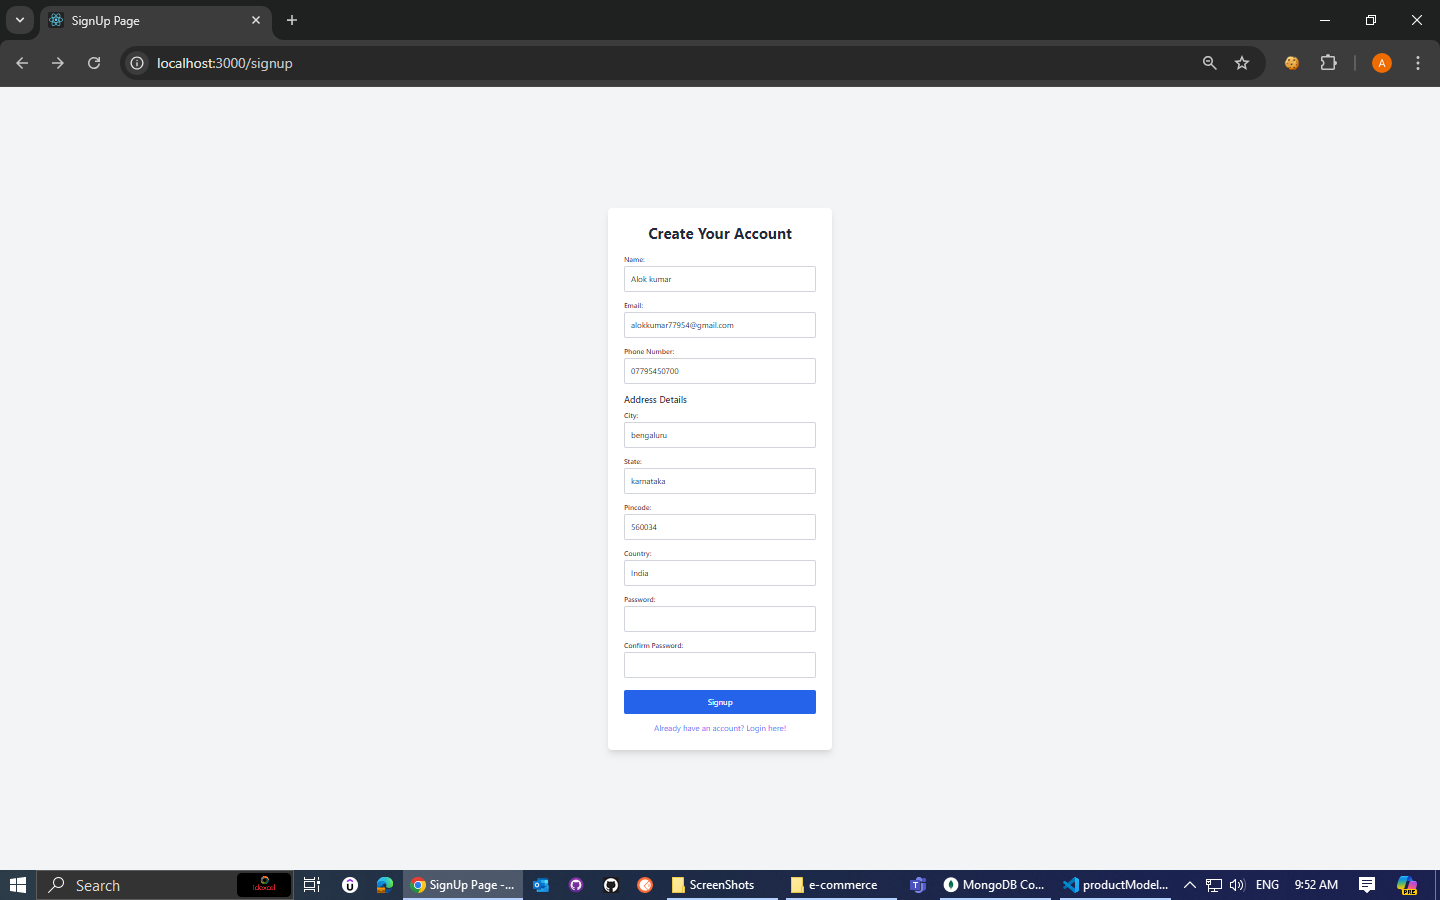 SignUp Page
localhost:3000/signup
A
Create Your Account
Name:
Alok kumar
Email:
alokkumar77954@gmail.com
Phone Number:
07795450700
Address Details
City:
bengaluru
State:
karnataka
Pincode:
560034
Country:
India
Password:
Confirm Password:
Signup
Already have an account? Login here!
Search
SignUp Page -...
ScreenShots
e-commerce
MongoDB Co...
productModel...
ENG
9:52 AM
PRE